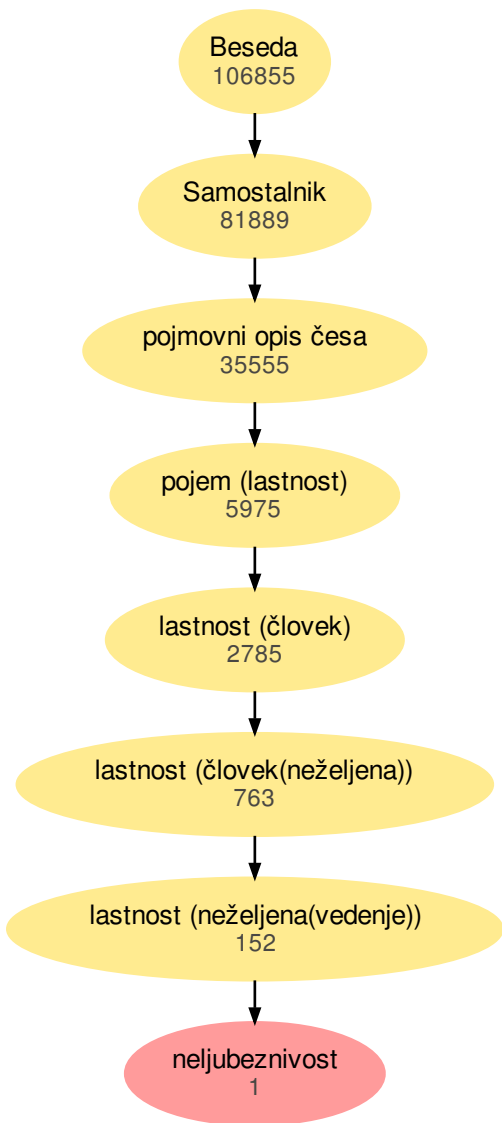 Beseda
106855
Samostalnik
81889
pojmovni opis česa
35555
pojem (lastnost)
5975
lastnost (človek)
2785
lastnost (človek(neželjena))
763
lastnost (neželjena(vedenje))
152
neljubeznivost
1